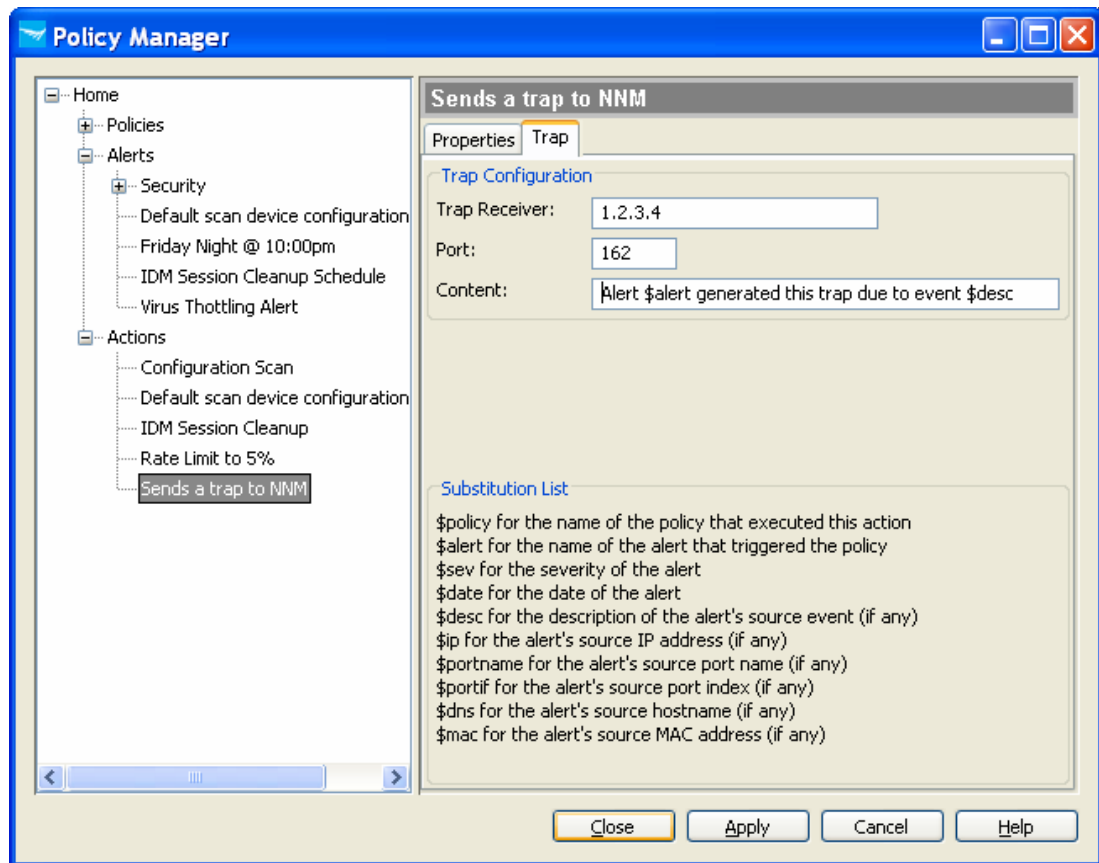 Policy Manager
Home
Policies
Alerts
Security
Default scan device configuration
Friday Night @ 10:00pm
IDM Session Cleanup Schedule
Virus Thottling Alert
Actions
Configuration Scan
Default scan device configuration
IDM Session Cleanup
Rate Limit to 5%
Sends a trap to NNM
Sends a trap to NNM
Properties Trap
Trap Configuration
Trap Receiver: 1.2.3.4
Port: 162
Content: Alert $alert generated this trap due to event $desc
Substitution List
$policy for the name of the policy that executed this action
$alert for the name of the alert that triggered the policy
$sev for the severity of the alert
$date for the date of the alert
$desc for the description of the alert's source event (if any)
$ip for the alert's source IP address (if any)
$portname for the alert's source port name (if any)
$portif for the alert's source port index (if any)
$dns for the alert's source hostname (if any)
$mac for the alert's source MAC address (if any)
Close Apply Cancel Help